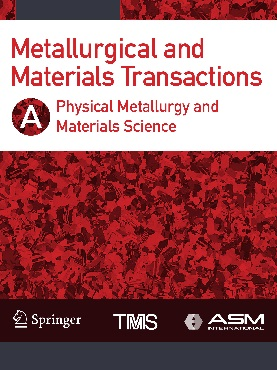 Metallurgical and
Materials Transactions
A
Physical Metallurgy and
Materials Science
Springer
TMS
ASM
INTERNATIONAL